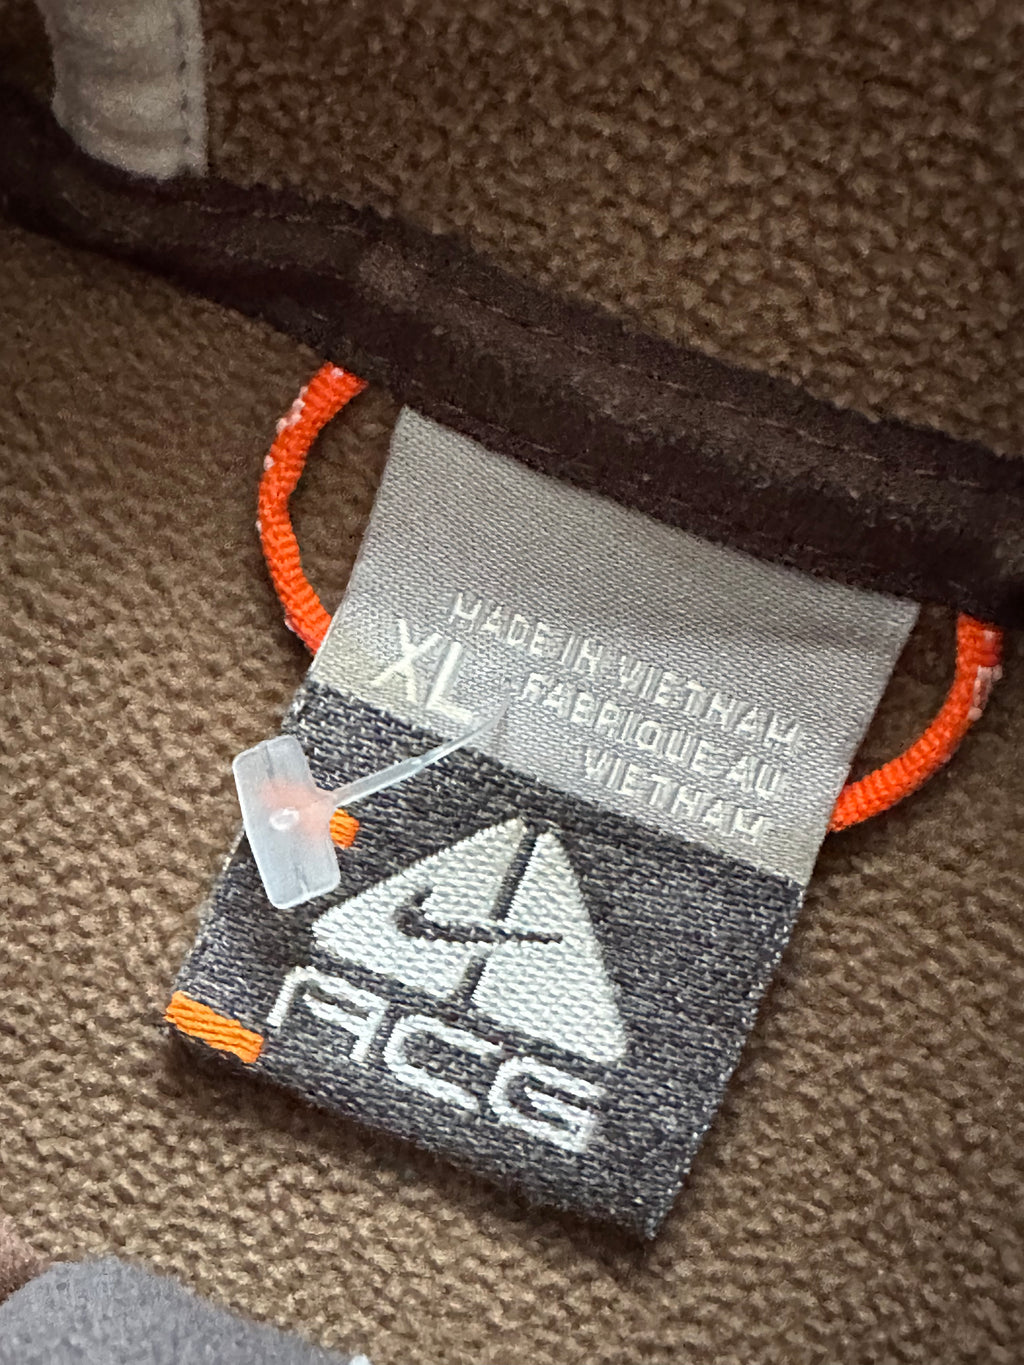 MADE IN VIETNAM
XL
FABRIQUE AU
VIETNAM
ACG